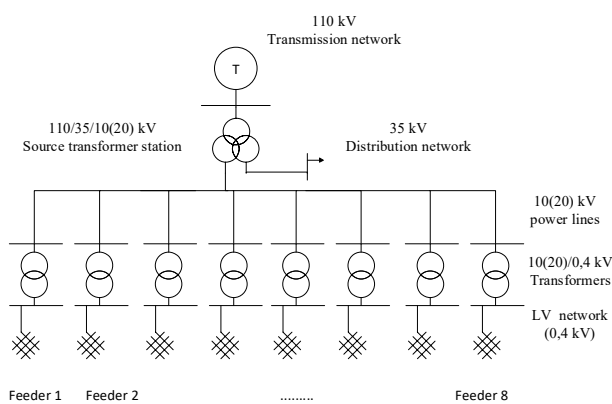 110 kV
Transmission network
T
110/35/10(20) kV
Source transformer station
35 kV
Distribution network
10(20) kV
power lines
10(20)/0,4 kV
Transformers
LV network
(0,4 kV)
Feeder 1 Feeder 2 ......... Feeder 8